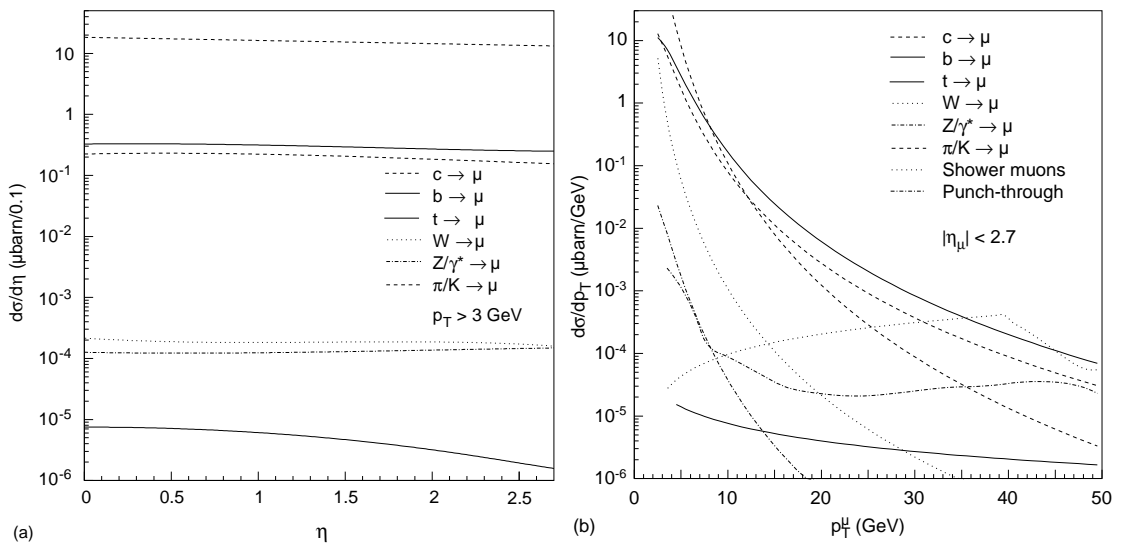 dσ/dη (μbarn/0.1)
10
1
10⁻¹
10⁻²
10⁻³
10⁻⁴
10⁻⁵
10⁻⁶
c → μ
b → μ
t → μ
W → μ
Z/γ* → μ
π/K → μ
p_T > 3 GeV
0 0.5 1 1.5 2 2.5
η
(a)
dσ/dp_T (μbarn/GeV)
10
1
10⁻¹
10⁻²
10⁻³
10⁻⁴
10⁻⁵
10⁻⁶
c → μ
b → μ
t → μ
W → μ
Z/γ* → μ
π/K → μ
Shower muons
Punch-through
|η_μ| < 2.7
0 10 20 30 40 50
p_T^μ (GeV)
(b)